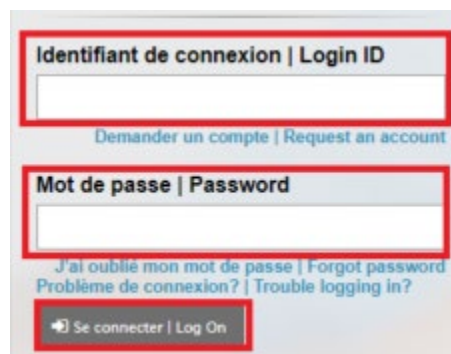 Identifiant de connexion | Login ID
Demander un compte | Request an account
Mot de passe | Password
J'ai oublié mon mot de passe | Forgot password
Problème de connexion? | Trouble logging in?
Se connecter | Log On